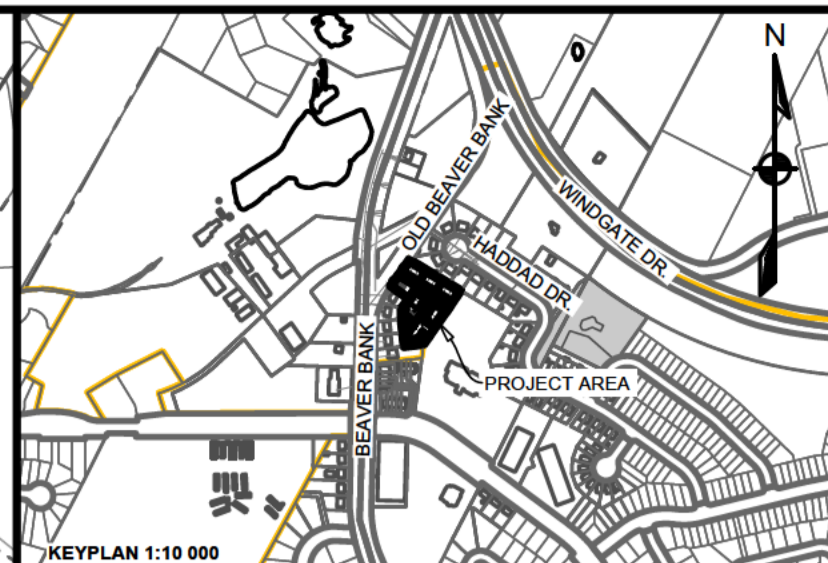 N
OLD BEAVER BANK
WINDGATE DR.
HADDAD DR.
BEAVER BANK
PROJECT AREA
KEYPLAN 1:10 000